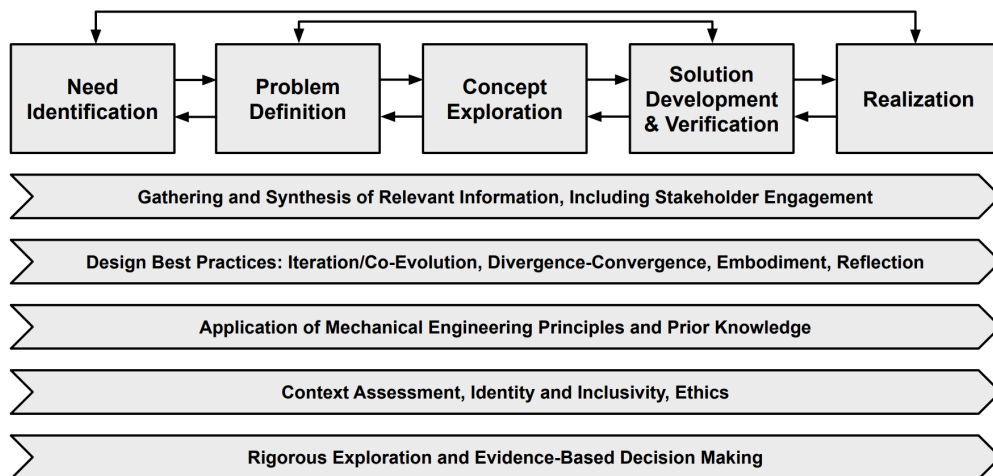 Need
Identification
Problem
Definition
Concept
Exploration
Solution
Development
& Verification
Realization
Gathering and Synthesis of Relevant Information, Including Stakeholder Engagement
Design Best Practices: Iteration/Co-Evolution, Divergence-Convergence, Embodiment, Reflection
Application of Mechanical Engineering Principles and Prior Knowledge
Context Assessment, Identity and Inclusivity, Ethics
Rigorous Exploration and Evidence-Based Decision Making